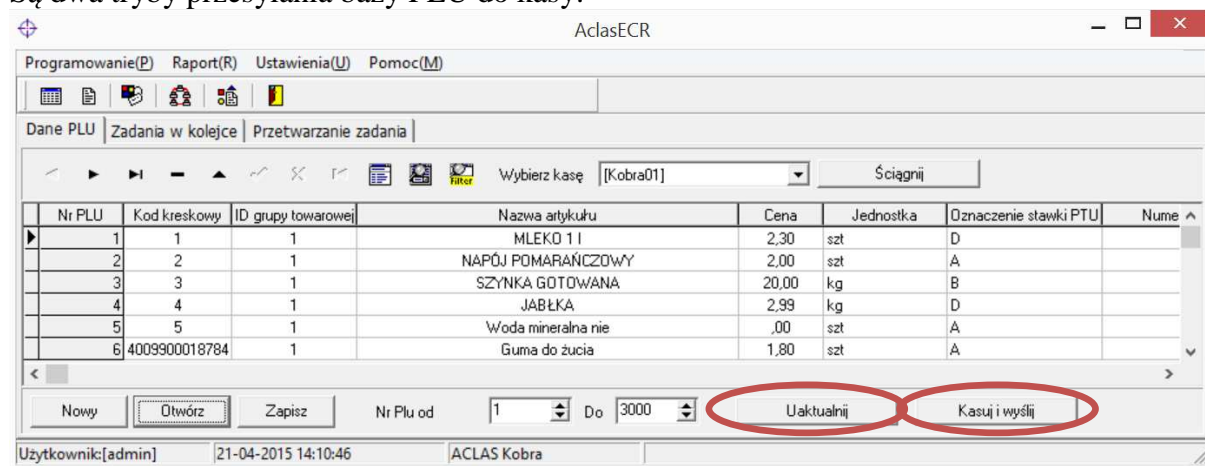 Są dwa tryby przesyłania bazy PLU do kasy:
AclasECR
Programowanie(P) Raport(R) Ustawienia(U) Pomoc(M)
Dane PLU Zadania w kolejce Przetwarzanie zadania
Filter Wybierz kasę [Kobra01] Ściągnij
Nr PLU Kod kreskowy ID grupy towarowej Nazwa artykułu Cena Jednostka Oznaczenie stawki PTU Nume
1 1 1 MLEKO 1 l 2,30 szt D
2 2 1 NAPÓJ POMARAŃCZOWY 2,00 szt A
3 3 1 SZYNKA GOTOWANA 20,00 kg B
4 4 1 JABŁKA 2,99 kg D
5 5 1 Woda mineralna nie ,00 szt A
6 4009900018784 1 Guma do żucia 1,80 szt A
Nowy Otwórz Zapisz Nr Plu od 1 Do 3000 Uaktualnij Kasuj i wyślij
Użytkownik:[admin] 21-04-2015 14:10:46 ACLAS Kobra